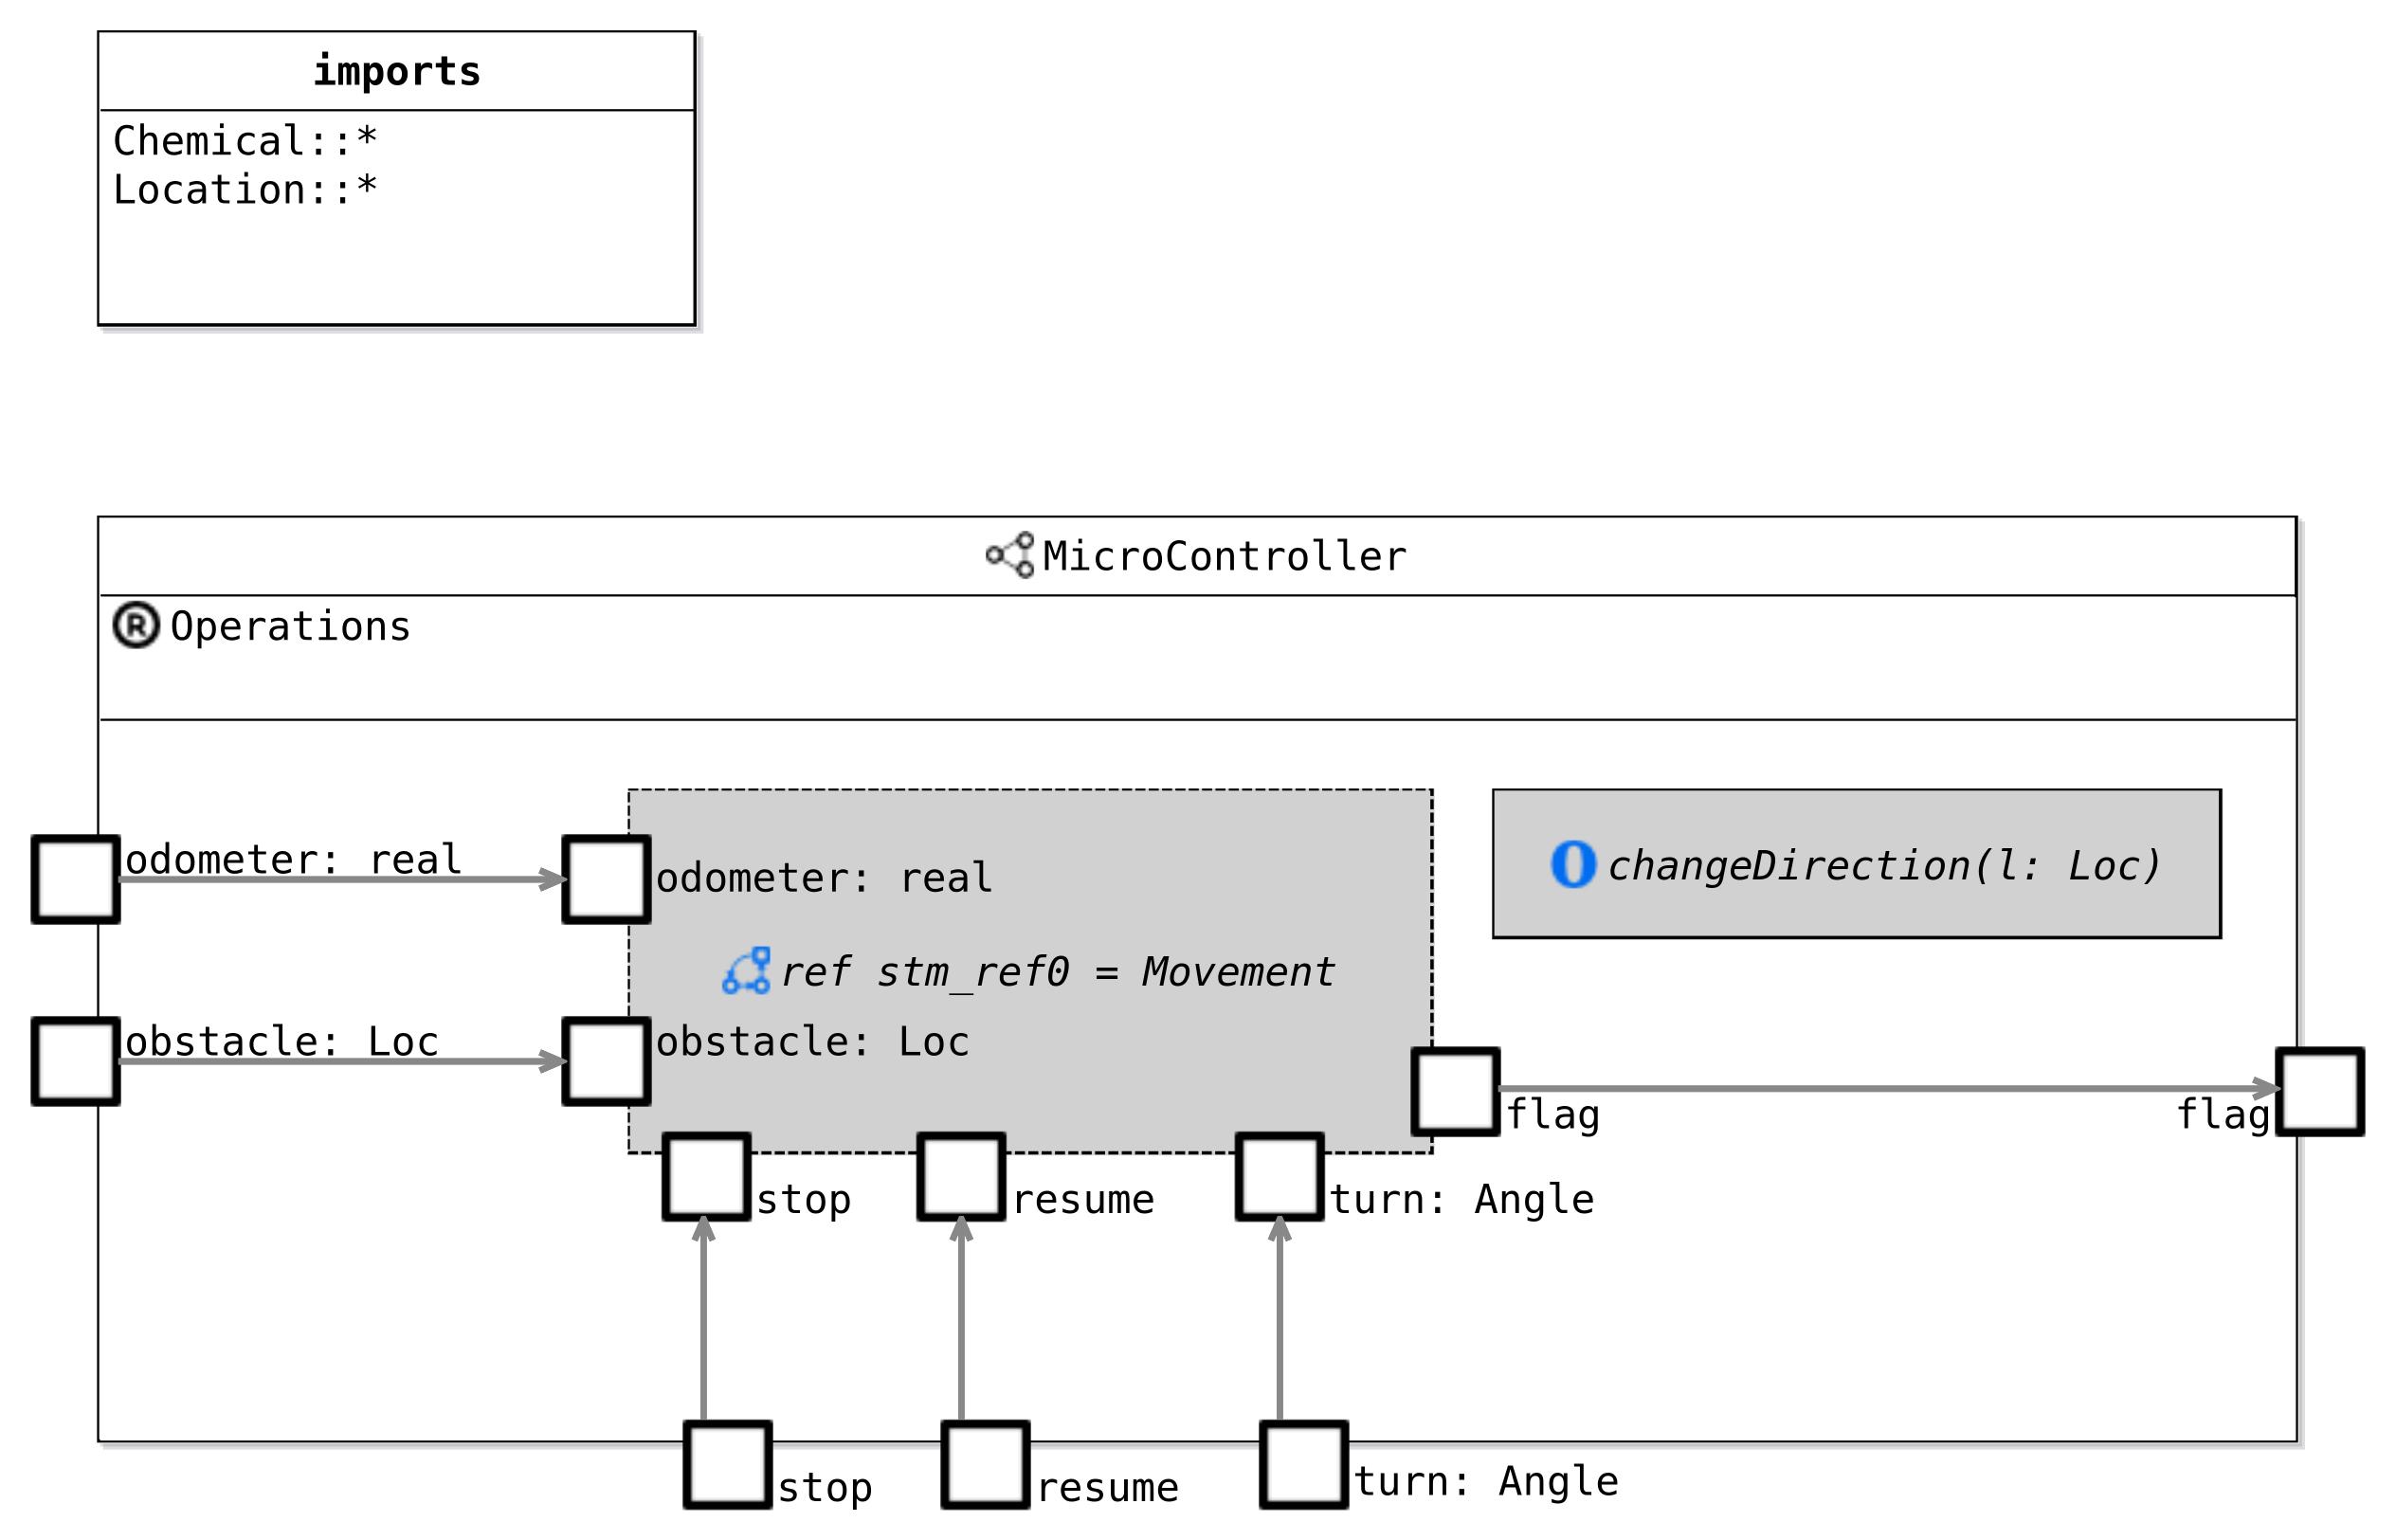 imports
Chemical::*
Location::*
MicroController
R Operations
odometer: real
odometer: real
O changeDirection(l: Loc)
ref stm_ref0 = Movement
obstacle: Loc
obstacle: Loc
flag
flag
stop
resume
turn: Angle
stop
resume
turn: Angle